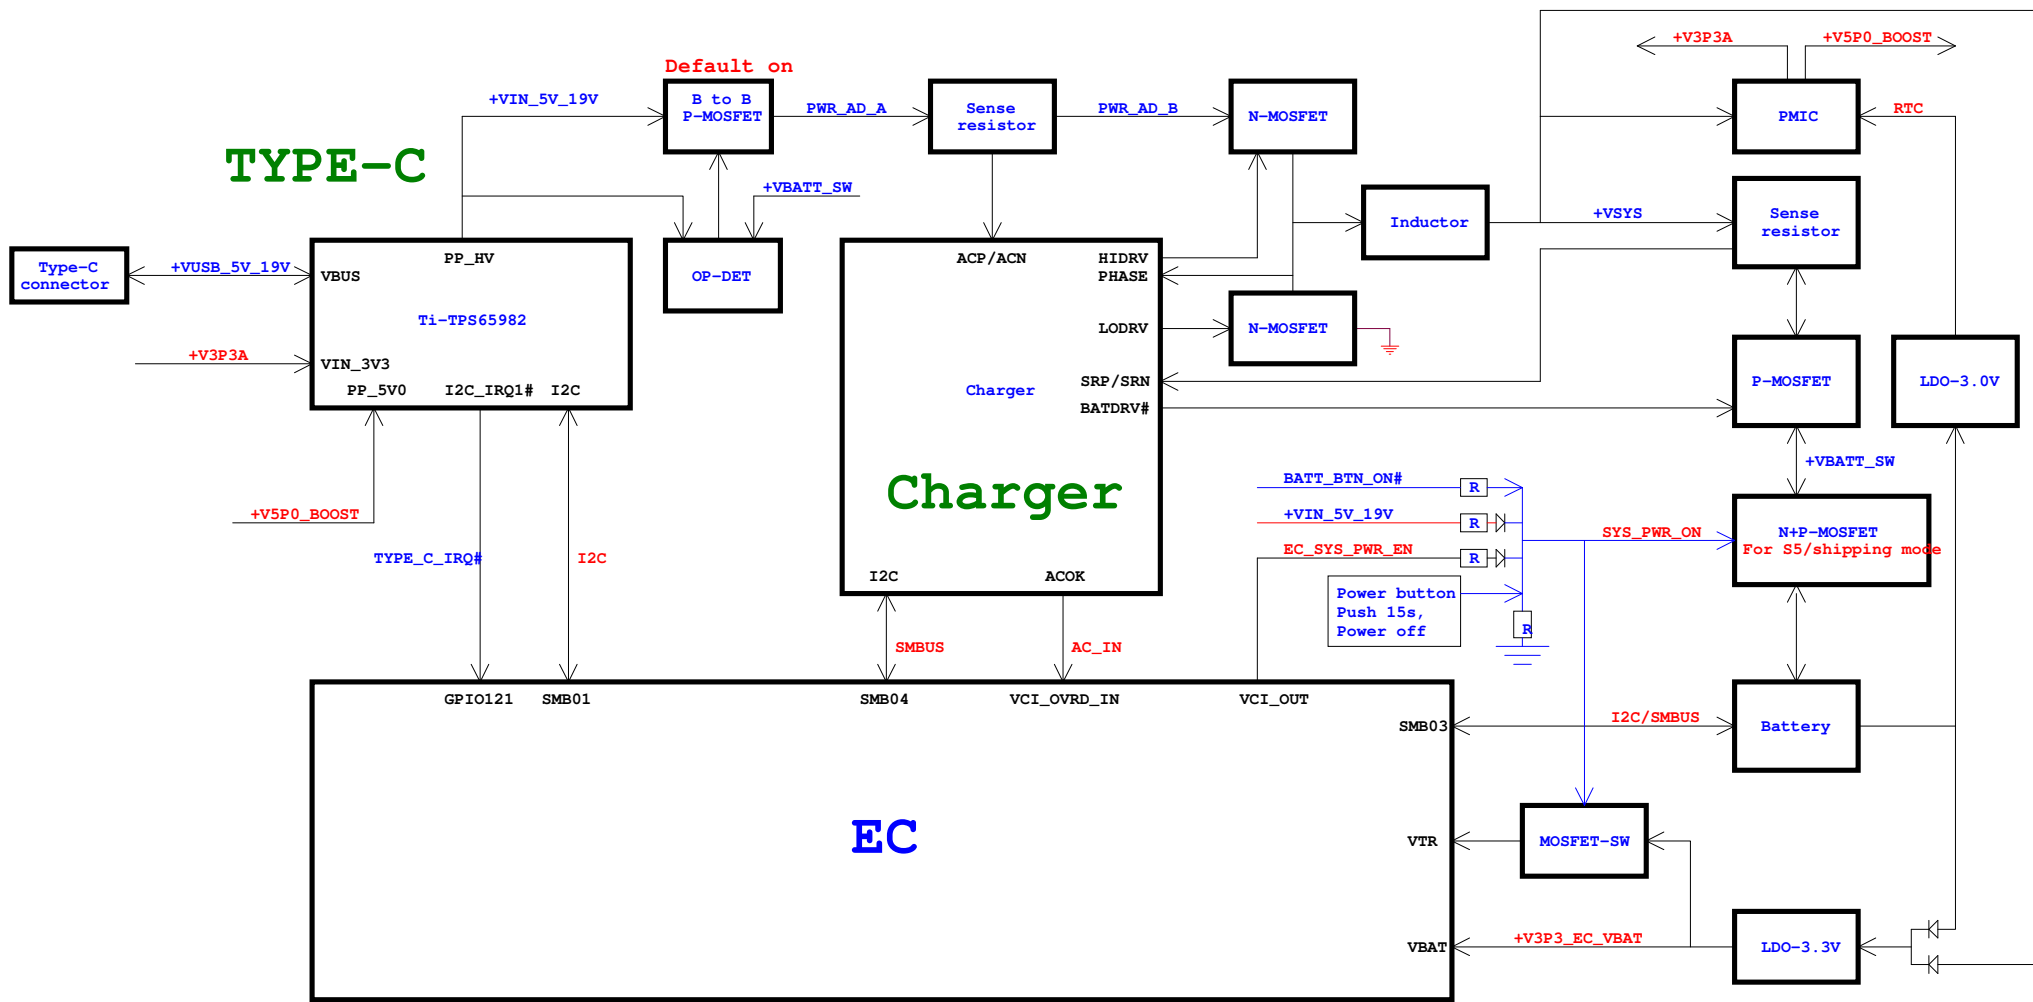 +V3P3A
+V5P0_BOOST
Default on
+VIN_5V_19V
B to B
P-MOSFET
PWR_AD_A
Sense
resistor
PWR_AD_B
N-MOSFET
PMIC
RTC
TYPE-C
+VBATT_SW
Inductor
+VSYS
Sense
resistor
Type-C
connector
+VUSB_5V_19V
PP_HV
VBUS
Ti-TPS65982
+V3P3A
VIN_3V3
PP_5V0
I2C_IRQ1#
I2C
OP-DET
ACP/ACN
HIDRV
PHASE
LODRV
N-MOSFET
SRP/SRN
BATDRV#
Charger
P-MOSFET
LDO-3.0V
+VBATT_SW
Charger
BATT_BTN_ON#
R
+V5P0_BOOST
+VIN_5V_19V
R
SYS_PWR_ON
N+P-MOSFET
For S5/shipping mode
TYPE_C_IRQ#
I2C
EC_SYS_PWR_EN
R
I2C
ACOK
Power button
Push 15s,
Power off
R
SMBUS
AC_IN
GPIO121
SMB01
SMB04
VCI_OVRD_IN
VCI_OUT
SMB03
I2C/SMBUS
Battery
EC
VTR
MOSFET-SW
VBAT
+V3P3_EC_VBAT
LDO-3.3V